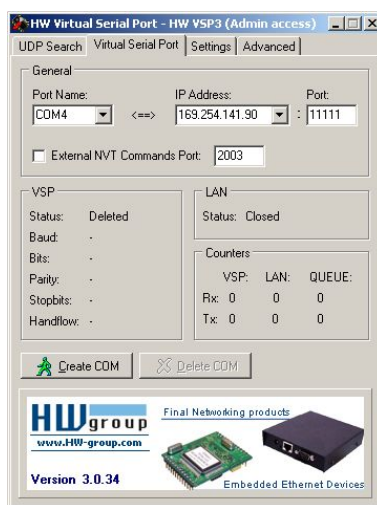 HW Virtual Serial Port - HW VSP3 (Admin access)
UDP Search Virtual Serial Port Settings Advanced
General
Port Name: IP Address: Port:
COM4 <==> 169.254.141.90 : 11111
External NVT Commands Port: 2003
VSP LAN
Status: Deleted Status: Closed
Baud: -
Bits: - Counters
Parity: - VSP: LAN: QUEUE:
Stopbits: - Rx: 0 0 0
Handflow: - Tx: 0 0 0
Create COM Delete COM
HW group Final Networking products
www.HW-group.com
Version 3.0.34 Embedded Ethernet Devices